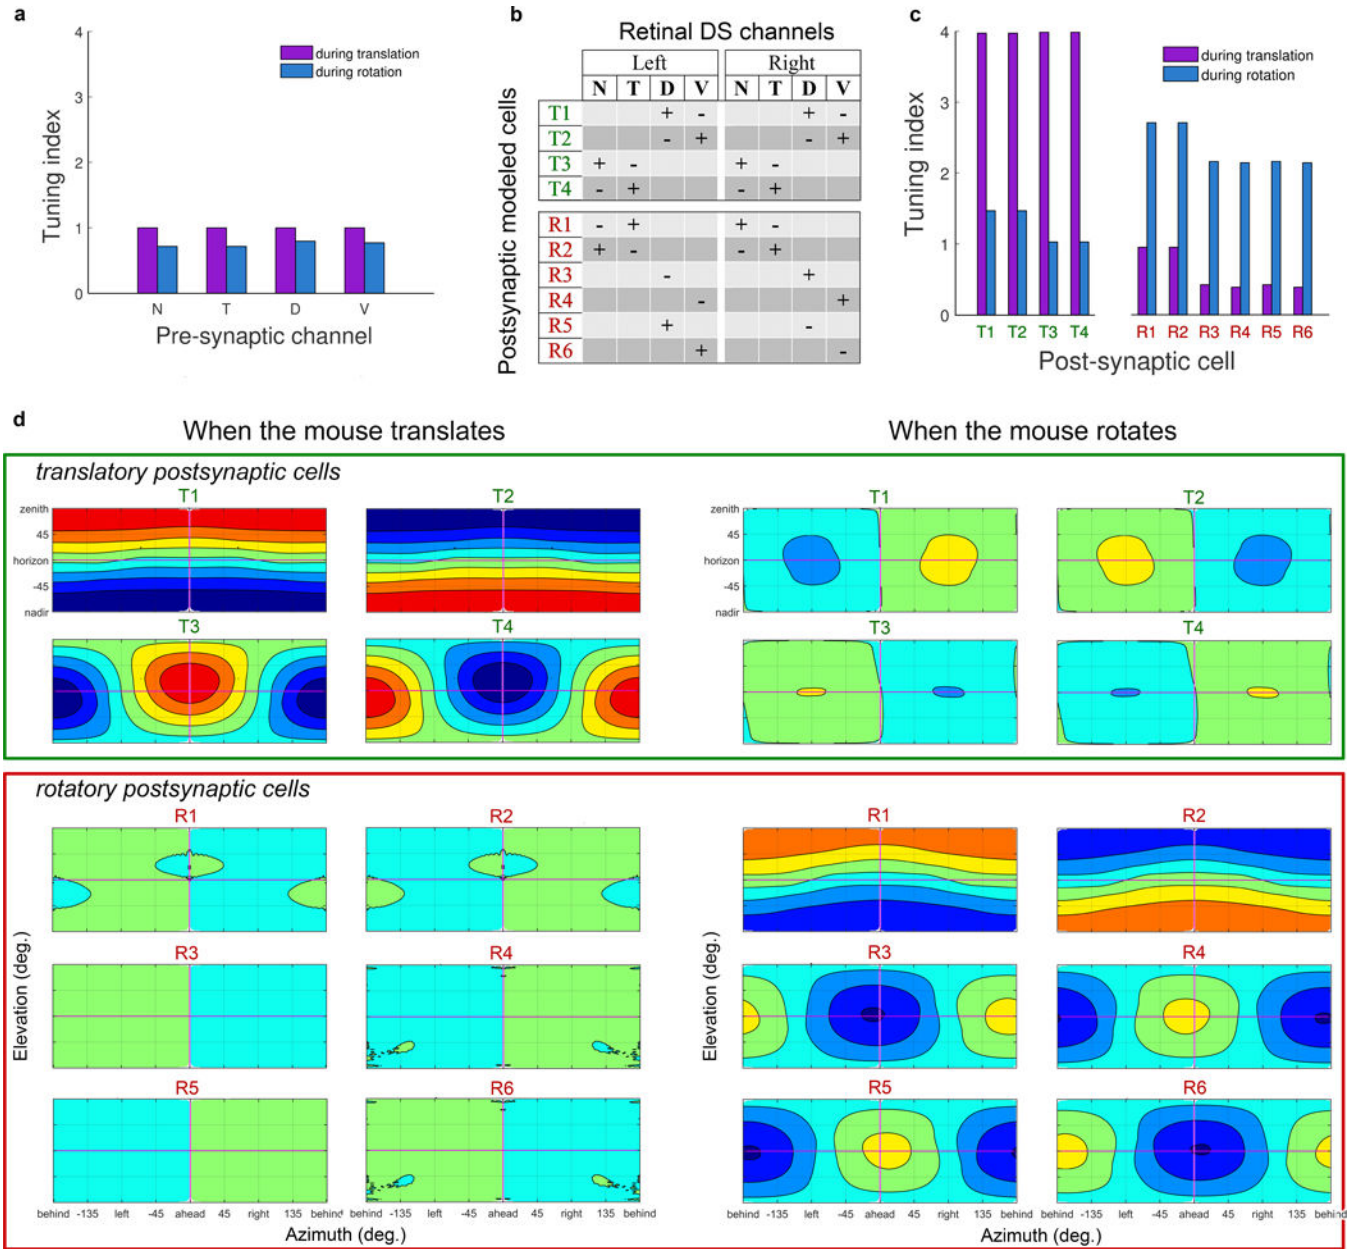 a
4
3
2
1
0
Tuning index
during translation
during rotation
N T D V
Pre-synaptic channel
b
Retinal DS channels
Left Right
N T D V N T D V
Postsynaptic modeled cells
T1 + - + -
T2 - + - +
T3 + - + -
T4 - + - +
R1 - + + -
R2 + - - +
R3 - +
R4 - +
R5 + -
R6 + -
c
4
3
2
1
0
Tuning index
during translation
during rotation
T1 T2 T3 T4 R1 R2 R3 R4 R5 R6
Post-synaptic cell
d
When the mouse translates When the mouse rotates
translatory postsynaptic cells
T1 T2 T1 T2
zenith zenith
45 45
horizon horizon
-45 -45
nadir nadir
T3 T4 T3 T4
rotatory postsynaptic cells
R1 R2 R1 R2
R3 R4 R3 R4
Elevation (deg.) Elevation (deg.)
R5 R6 R5 R6
behind -135 left -45 ahead 45 right 135 behind -135 left -45 ahead 45 right 135 behind behind -135 left -45 ahead 45 right 135 behind -135 left -45 ahead 45 right 135 behind
Azimuth (deg.) Azimuth (deg.)